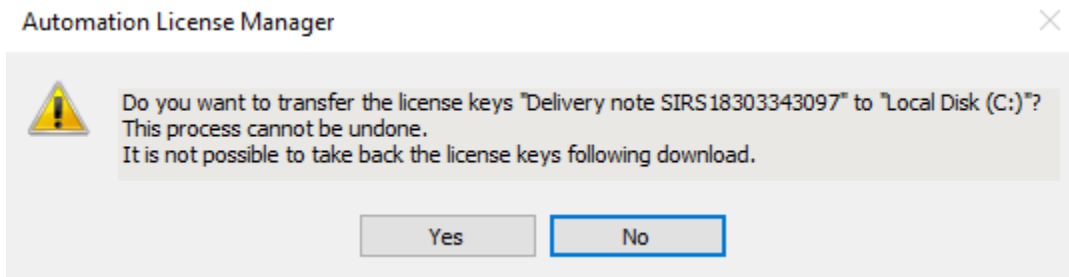 Automation License Manager
Do you want to transfer the license keys "Delivery note SIRS18303343097" to "Local Disk (C:)"?
This process cannot be undone.
It is not possible to take back the license keys following download.
Yes
No